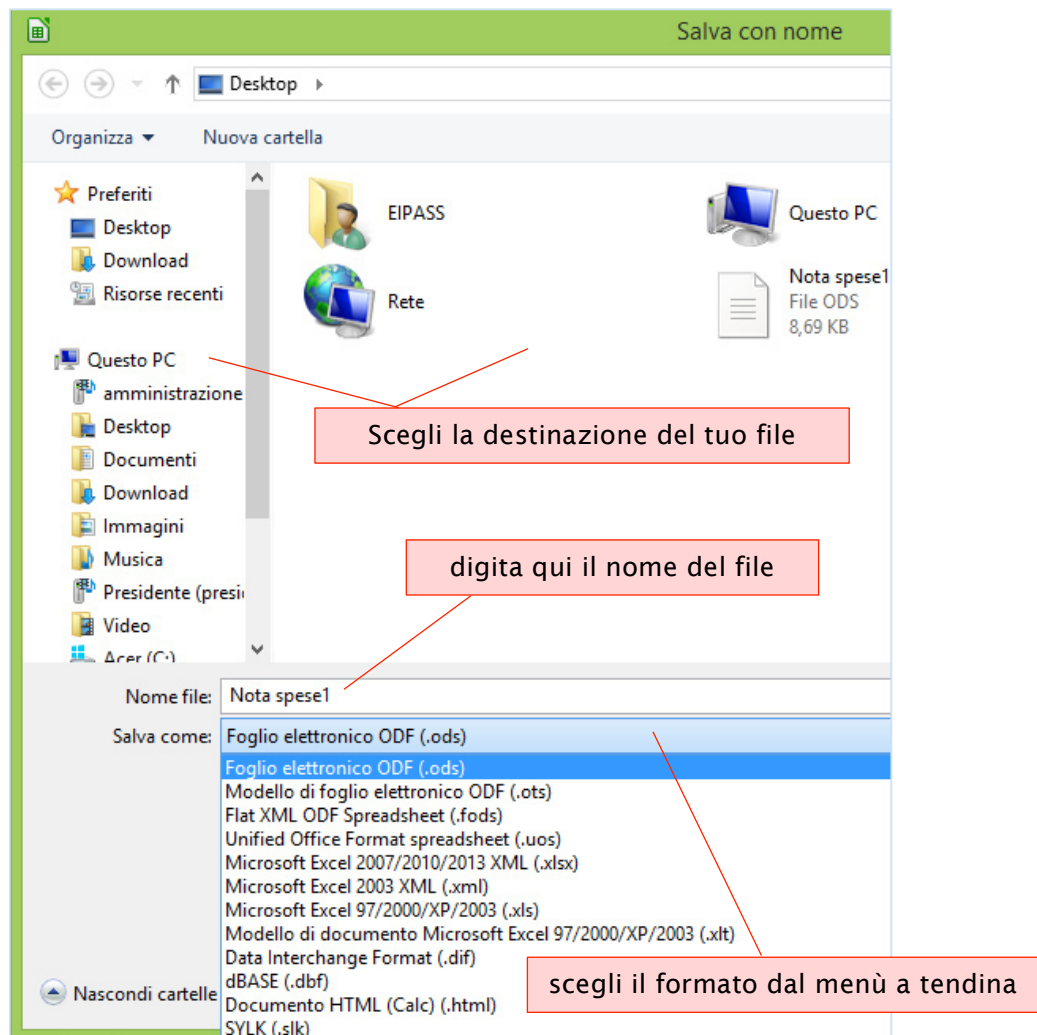 Salva con nome
Desktop
Organizza
Nuova cartella
Preferiti
Desktop
Download
Risorse recenti
Questo PC
amministrazione
Desktop
Documenti
Download
Immagini
Musica
Presidente (presi
Video
Acer (C:)
EIPASS
Questo PC
Rete
Nota spese1
File ODS
8,69 KB
Scegli la destinazione del tuo file
digita qui il nome del file
Nome file: Nota spese1
Salva come: Foglio elettronico ODF (.ods)
Foglio elettronico ODF (.ods)
Modello di foglio elettronico ODF (.ots)
Flat XML ODF Spreadsheet (.fods)
Unified Office Format spreadsheet (.uos)
Microsoft Excel 2007/2010/2013 XML (.xlsx)
Microsoft Excel 2003 XML (.xml)
Microsoft Excel 97/2000/XP/2003 (.xls)
Modello di documento Microsoft Excel 97/2000/XP/2003 (.xlt)
Data Interchange Format (.dif)
dBASE (.dbf)
Documento HTML (Calc) (.html)
SYLK (.slk)
scegli il formato dal menù a tendina
Nascondi cartelle